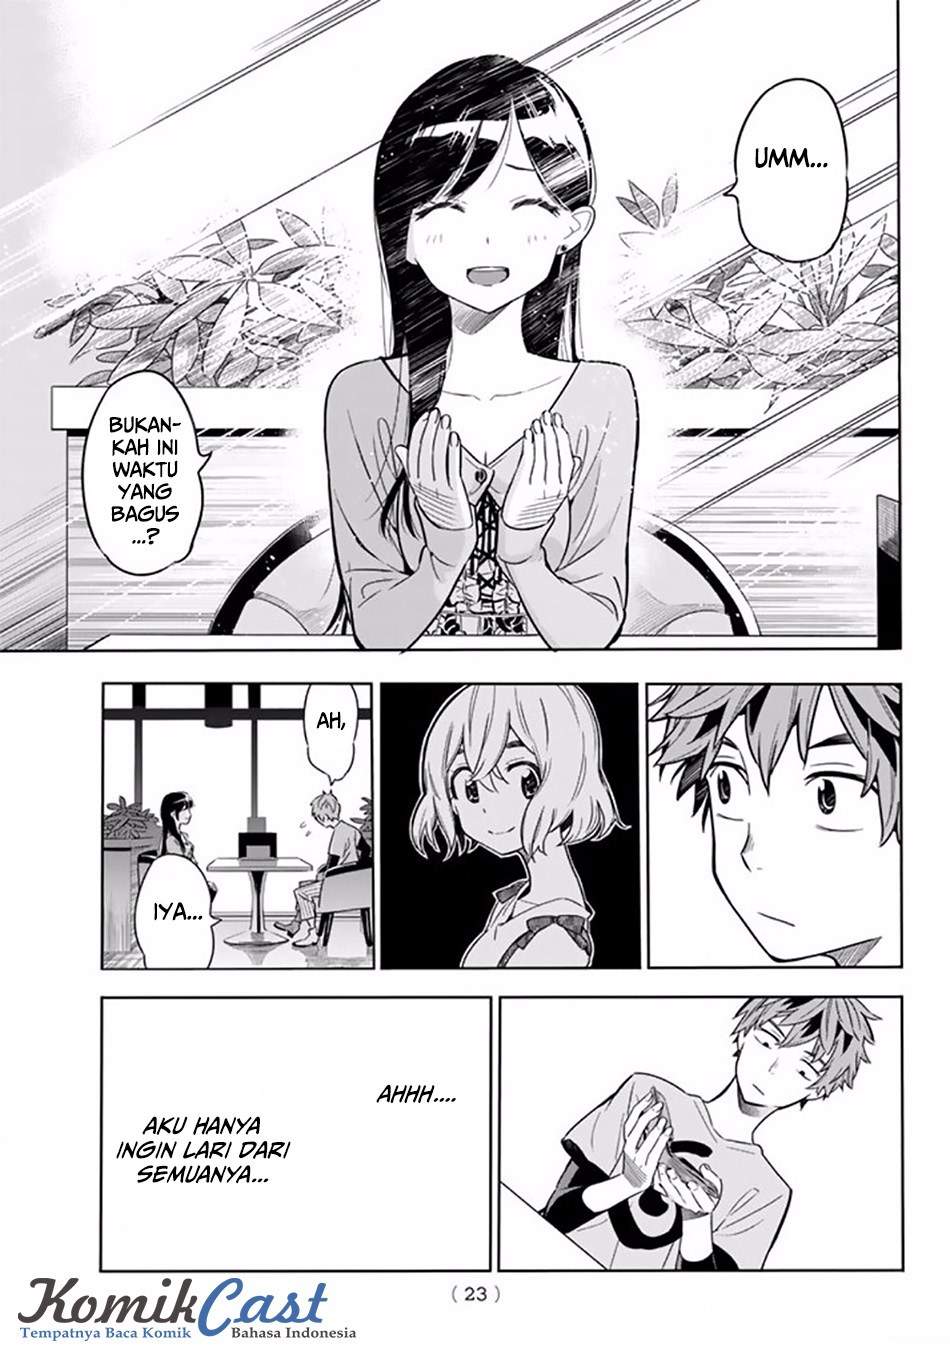 UMM...
BUKAN-
KAH INI
WAKTU
YANG
BAGUS
...?
AH,
IYA...
AHHH....
AKU HANYA
INGIN LARI DARI
SEMUANYA...
( 23 )
KomikCast
Tempatnya Baca Komik Bahasa Indonesia